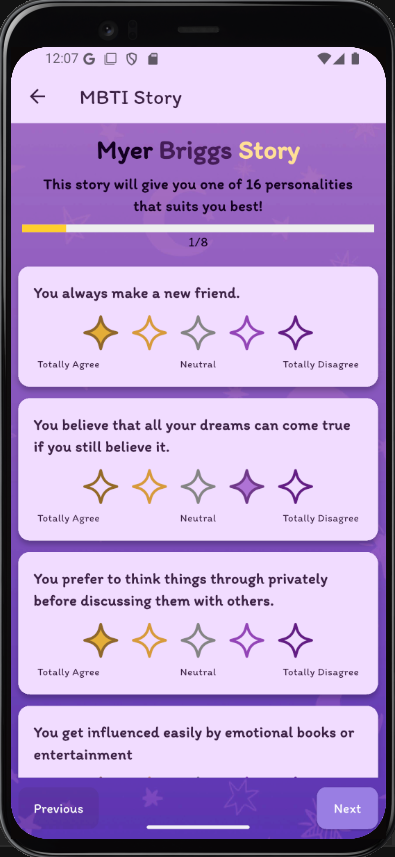 12:07
MBTI Story
Myer Briggs Story
This story will give you one of 16 personalities
that suits you best!
1/8
You always make a new friend.
Totally Agree Neutral Totally Disagree
You believe that all your dreams can come true
if you still believe it.
Totally Agree Neutral Totally Disagree
You prefer to think things through privately
before discussing them with others.
Totally Agree Neutral Totally Disagree
You get influenced easily by emotional books or
entertainment
Previous Next